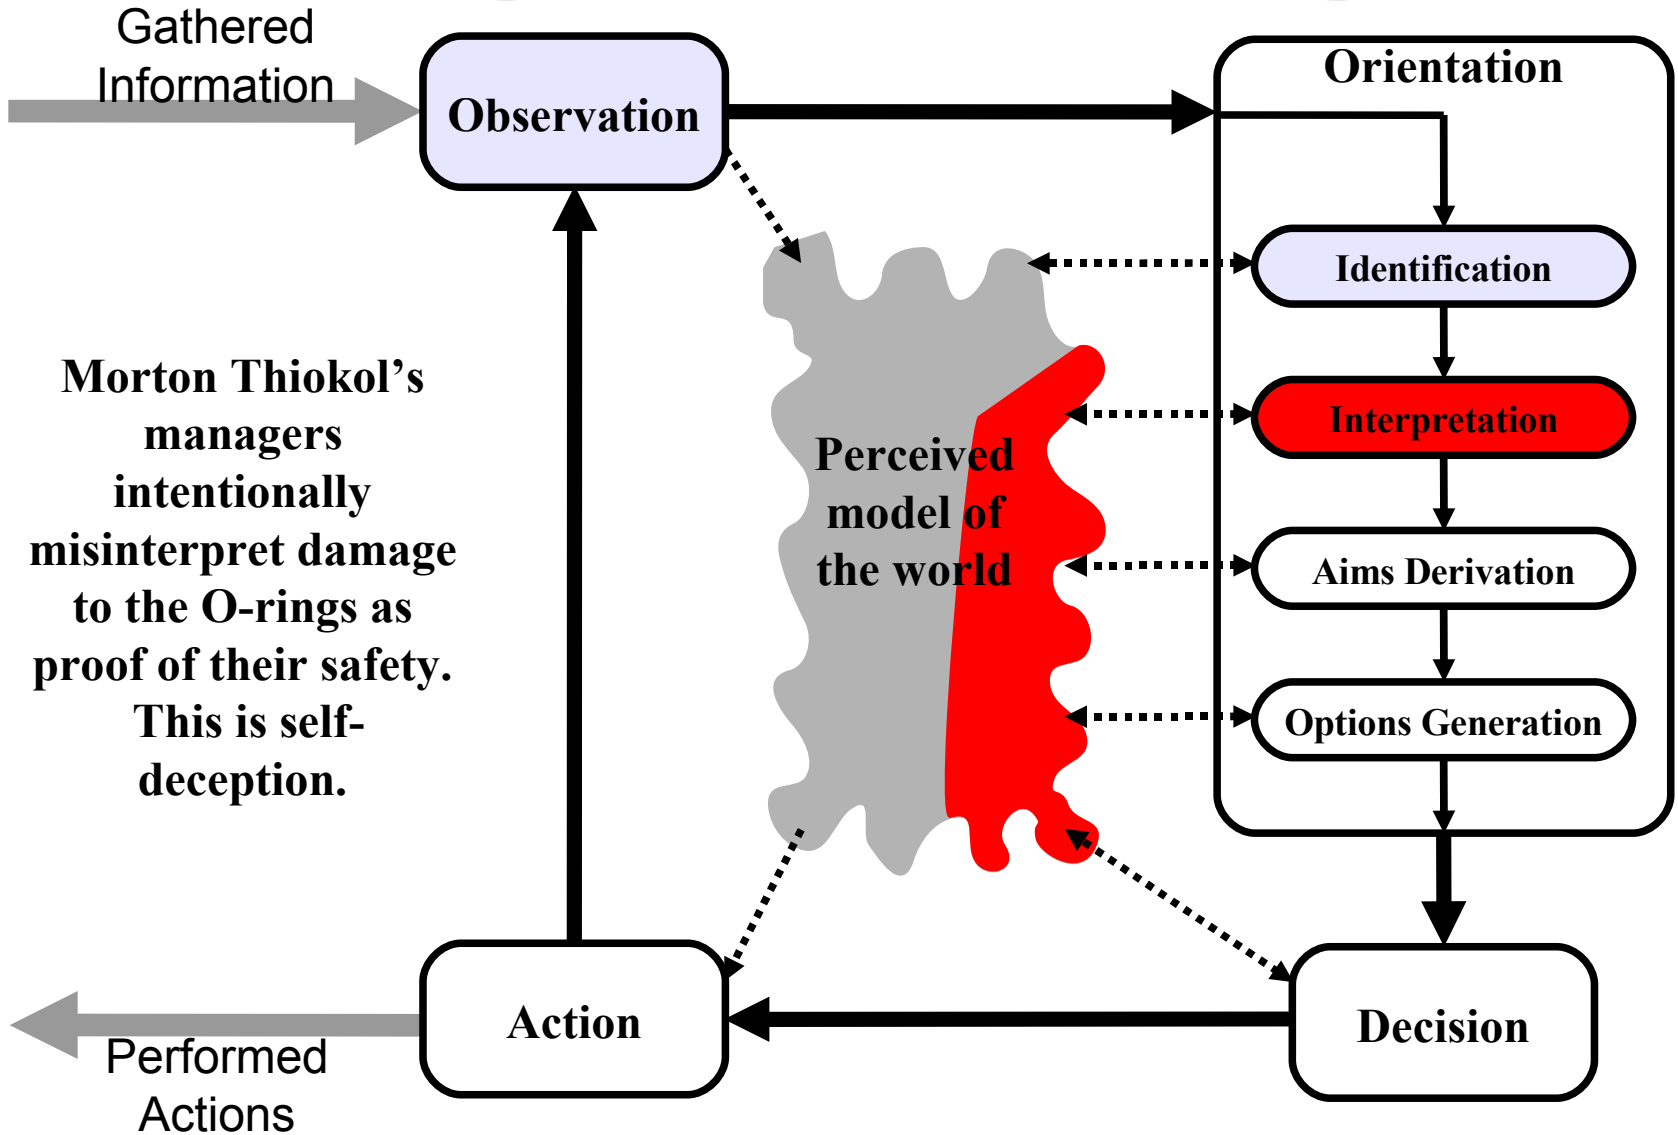 Gathered
Information
Observation
Orientation
Identification
Interpretation
Aims Derivation
Options Generation
Morton Thiokol’s
managers
intentionally
misinterpret damage
to the O-rings as
proof of their safety.
This is self-
deception.
Perceived
model of
the world
Action
Decision
Performed
Actions